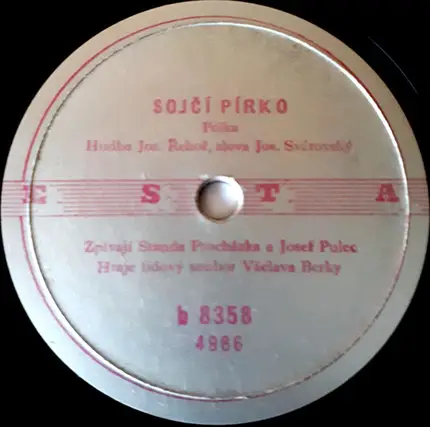 SOJČÍ PÍRKO
Polka
Hudba Jos. Řehoř, slova Jos. Svárovský
E S T A
Zpívají Standa Procházka a Josef Pulec
Hraje lidový soubor Václava Berky
b 8358
4966